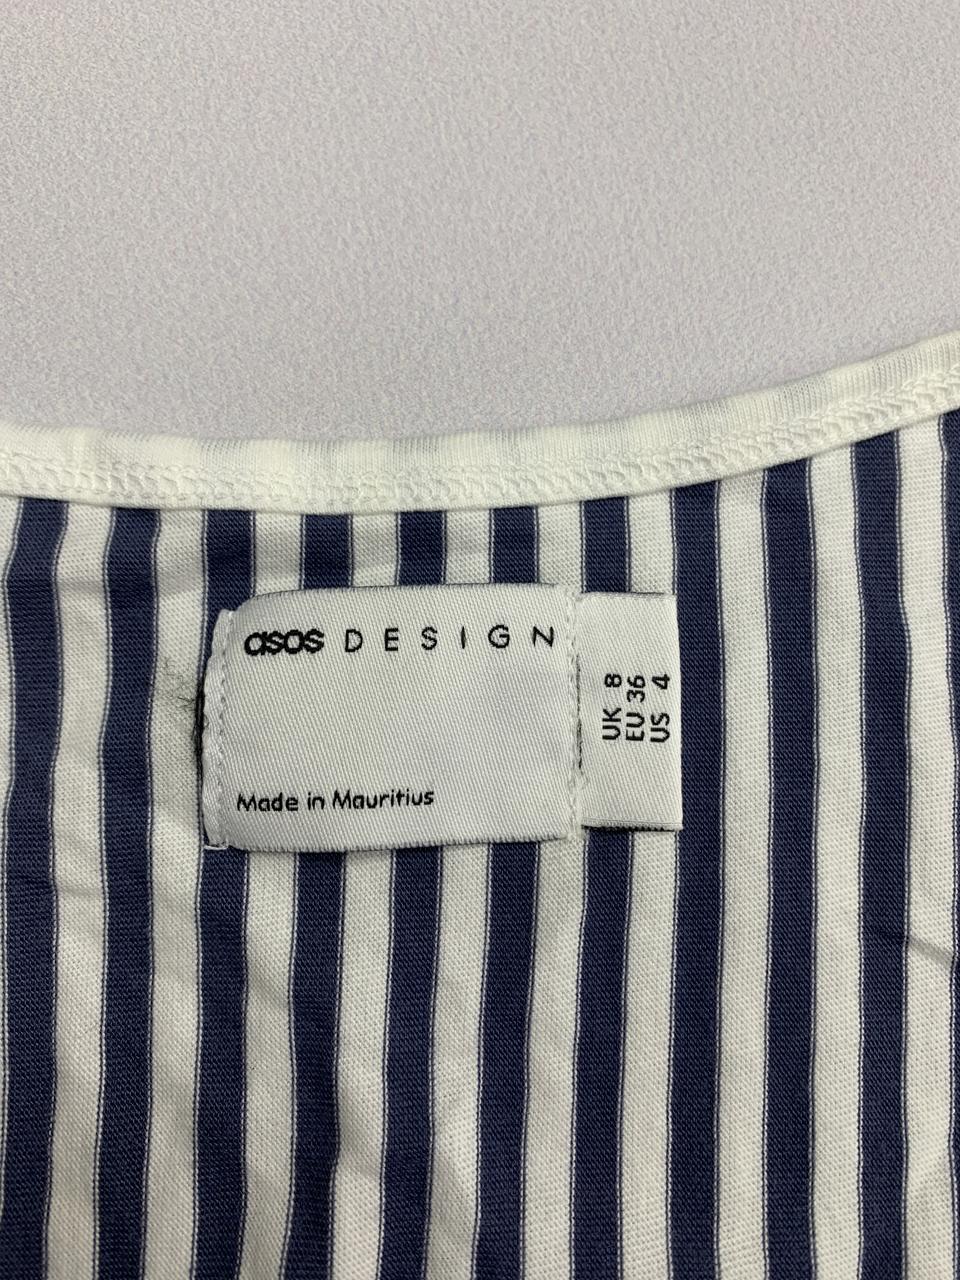 asos DESIGN
Made in Mauritius
UK 8
EU 36
US 4